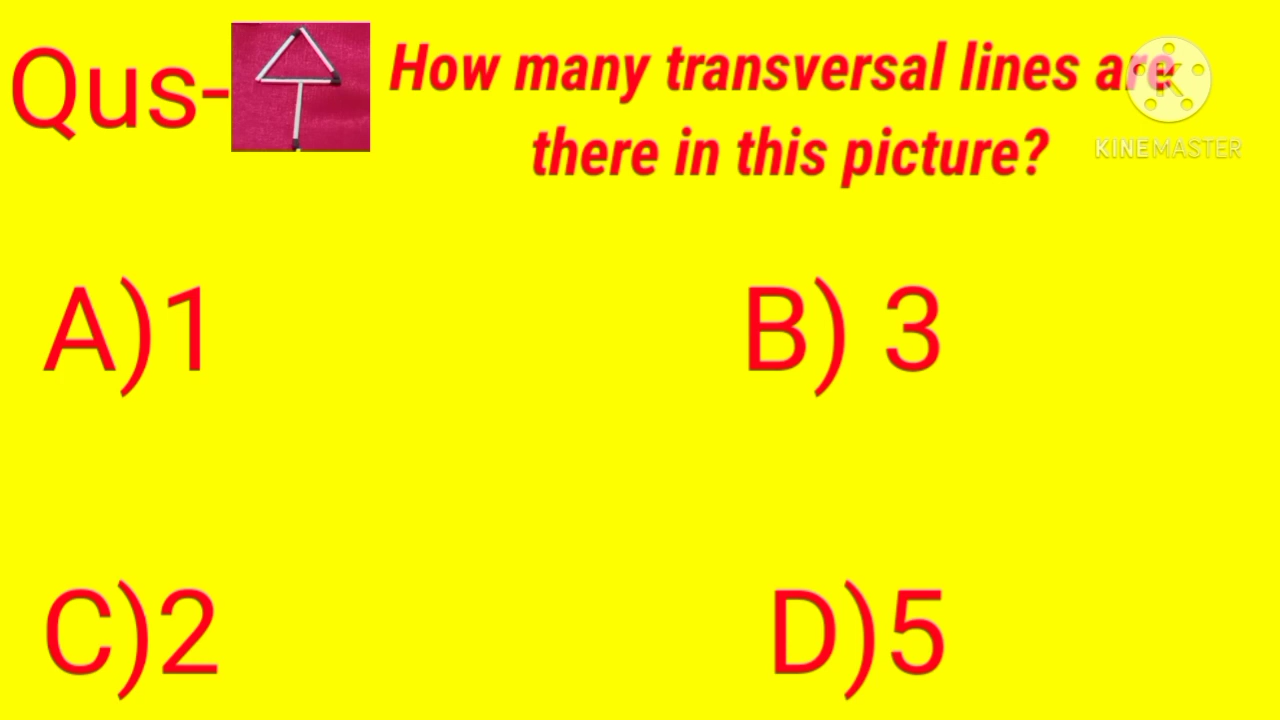 Qus- How many transversal lines are
there in this picture?
KINEMASTER
A)1 B) 3
C)2 D)5